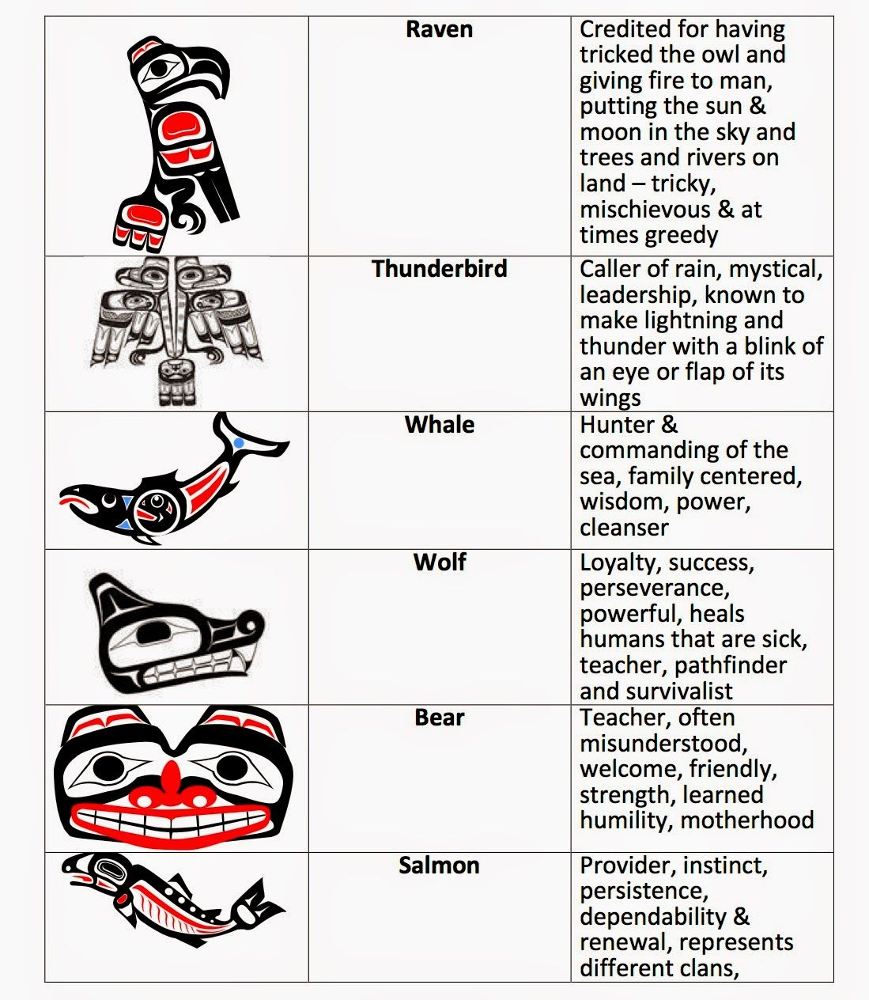 Raven
Credited for having
tricked the owl and
giving fire to man,
putting the sun &
moon in the sky and
trees and rivers on
land – tricky,
mischievous & at
times greedy
Thunderbird
Caller of rain, mystical,
leadership, known to
make lightning and
thunder with a blink of
an eye or flap of its
wings
Whale
Hunter &
commanding of the
sea, family centered,
wisdom, power,
cleanser
Wolf
Loyalty, success,
perseverance,
powerful, heals
humans that are sick,
teacher, pathfinder
and survivalist
Bear
Teacher, often
misunderstood,
welcome, friendly,
strength, learned
humility, motherhood
Salmon
Provider, instinct,
persistence,
dependability &
renewal, represents
different clans,